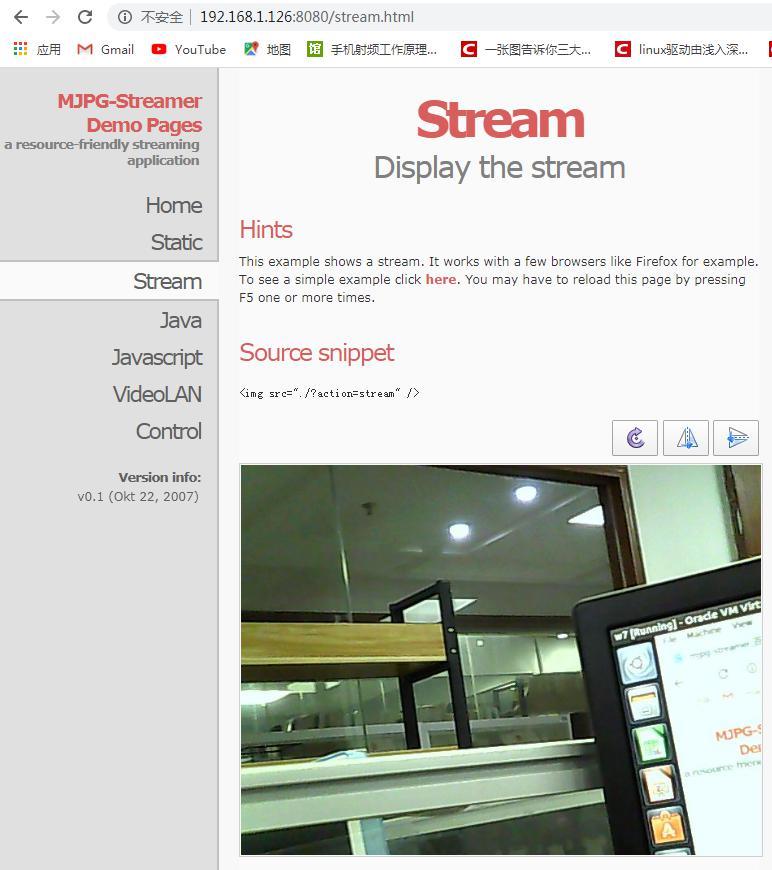 不安全 | 192.168.1.126:8080/stream.html
应用 Gmail YouTube 地图 馆 手机射频工作原理... C 一张图告诉你三大... C linux驱动由浅入深...
MJPG-Streamer
Demo Pages
a resource-friendly streaming
application
Home
Static
Stream
Java
Javascript
VideoLAN
Control
Version info:
v0.1 (Okt 22, 2007)
Stream
Display the stream
Hints
This example shows a stream. It works with a few browsers like Firefox for example.
To see a simple example click here. You may have to reload this page by pressing
F5 one or more times.
Source snippet
<img src="./?action=stream" />
w7 [Running] - Oracle VM Virt
File Machine View
mjpg-streamer
MJPG-S
De
a resource-frien